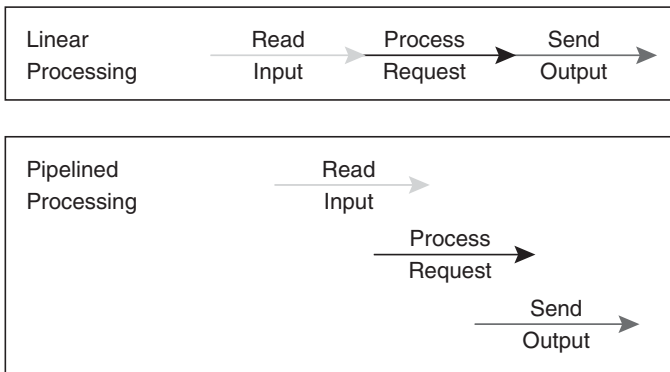 Linear
Processing
Read
Input
Process
Request
Send
Output
Pipelined
Processing
Read
Input
Process
Request
Send
Output